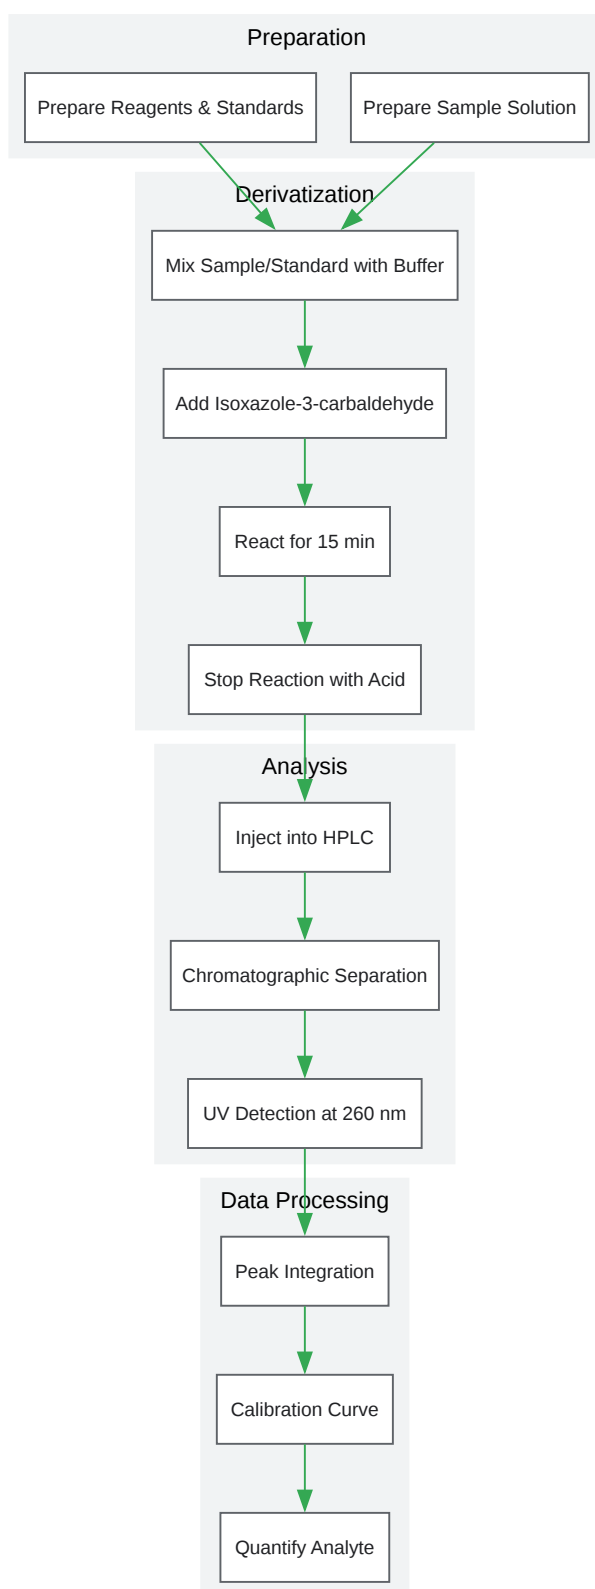 Preparation
Prepare Reagents & Standards
Prepare Sample Solution
Derivatization
Mix Sample/Standard with Buffer
Add Isoxazole-3-carbaldehyde
React for 15 min
Stop Reaction with Acid
Analysis
Inject into HPLC
Chromatographic Separation
UV Detection at 260 nm
Data Processing
Peak Integration
Calibration Curve
Quantify Analyte